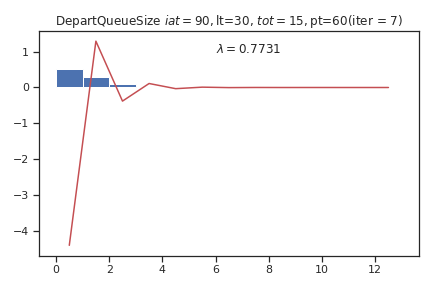 DepartQueueSize iat = 90, lt=30, tot = 15, pt=60(iter = 7)
λ = 0.7731
1
0
−1
−2
−3
−4
0 2 4 6 8 10 12